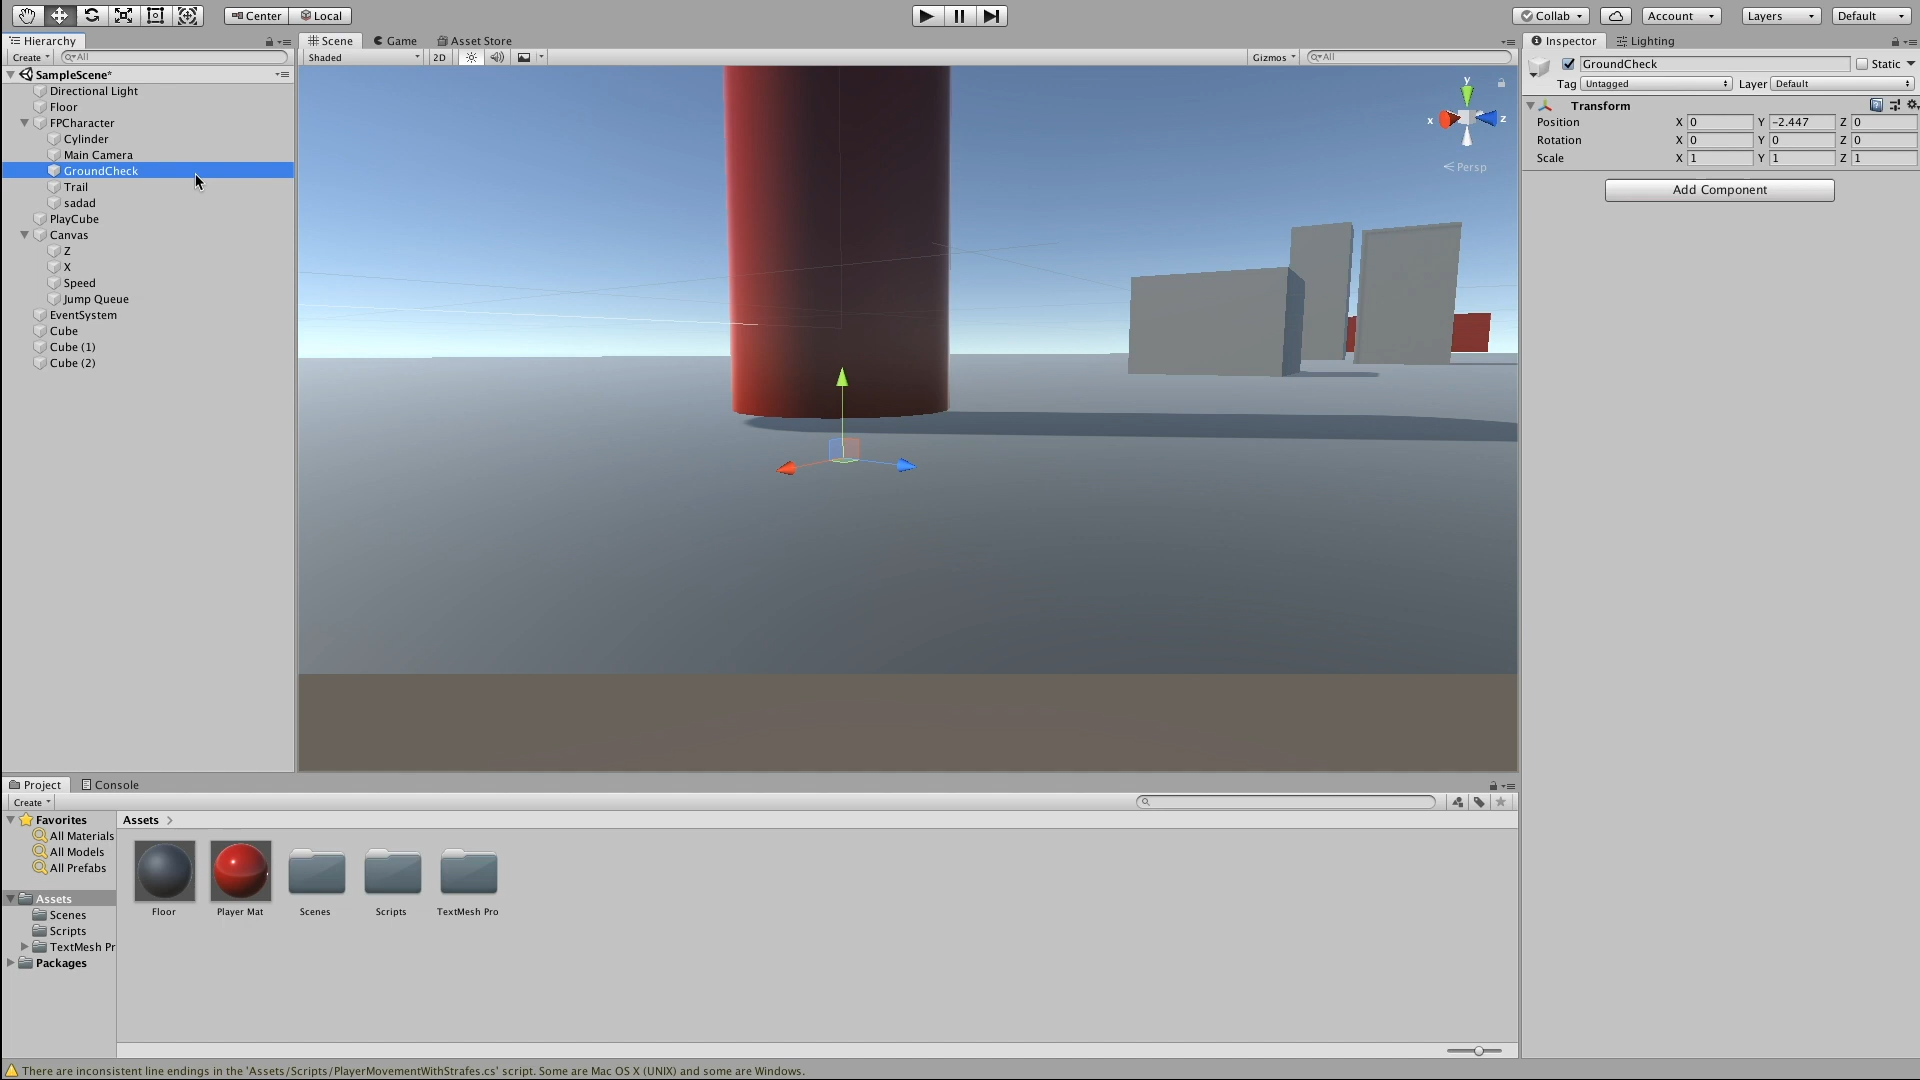 Center Local Collab Account Layers Default
Hierarchy Scene Game Asset Store Inspector Lighting
Create All Shaded 2D Gizmos All GroundCheck Static
SampleScene* Tag Untagged Layer Default
Directional Light
Floor Transform
FPCharacter Position X 0 Y -2.447 Z 0
Cylinder Rotation X 0 Y 0 Z 0
Main Camera Scale X 1 Y 1 Z 1
GroundCheck
Trail Add Component
sadad
PlayCube
Canvas
Z
X
Speed
Jump Queue
EventSystem
Cube
Cube (1)
Cube (2)
y
x z
Persp
Project Console
Create
Favorites Assets
All Materials
All Models
All Prefabs
Assets
Scenes
Scripts
TextMesh Pr
Packages
Floor Player Mat Scenes Scripts TextMesh Pro
There are inconsistent line endings in the 'Assets/Scripts/PlayerMovementWithStrafes.cs' script. Some are Mac OS X (UNIX) and some are Windows.